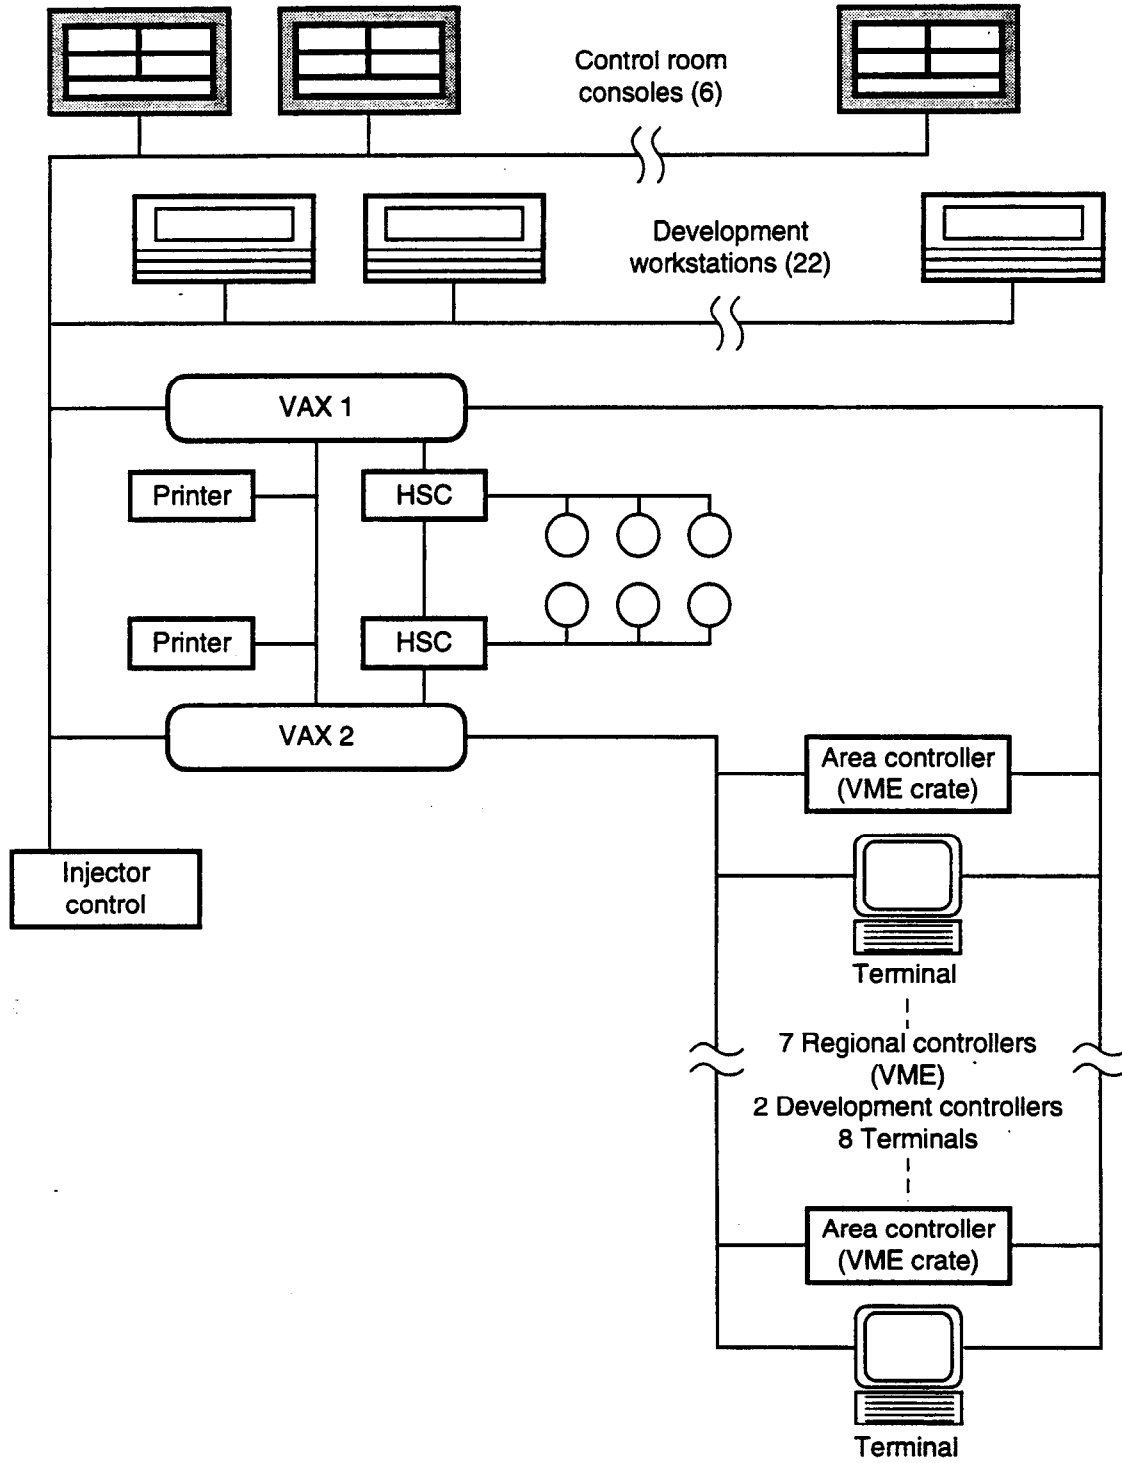 Control room
consoles (6)
Development
workstations (22)
VAX 1
Printer
HSC
Printer
HSC
VAX 2
Area controller
(VME crate)
Injector
control
Terminal
7 Regional controllers
(VME)
2 Development controllers
8 Terminals
Area controller
(VME crate)
Terminal